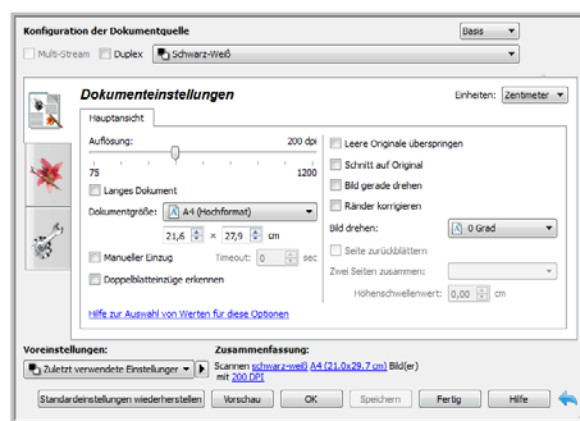 Konfiguration der Dokumentquelle
Basis
Multi-Stream Duplex Schwarz-Weiß
Dokumenteinstellungen
Einheiten: Zentimeter
Hauptansicht
Auflösung: 200 dpi
75 1200
Langes Dokument
Dokumentgröße: A4 (Hochformat)
21,6 × 27,9 cm
Manueller Einzug Timeout: 0 sec
Doppelblatteinzüge erkennen
Hilfe zur Auswahl von Werten für diese Optionen
Leere Originale überspringen
Schnitt auf Original
Bild gerade drehen
Ränder korrigieren
Bild drehen: 0 Grad
Seite zurückblättern
Zwei Seiten zusammen:
Höhenschwellenwert: 0,00 cm
Voreinstellungen:
Zuletzt verwendete Einstellungen
Zusammenfassung:
Scannen schwarz-weiß A4 (21.0x29.7 cm) Bild(er)
mit 200 DPI
Standardeinstellungen wiederherstellen Vorschau OK Speichern Fertig Hilfe